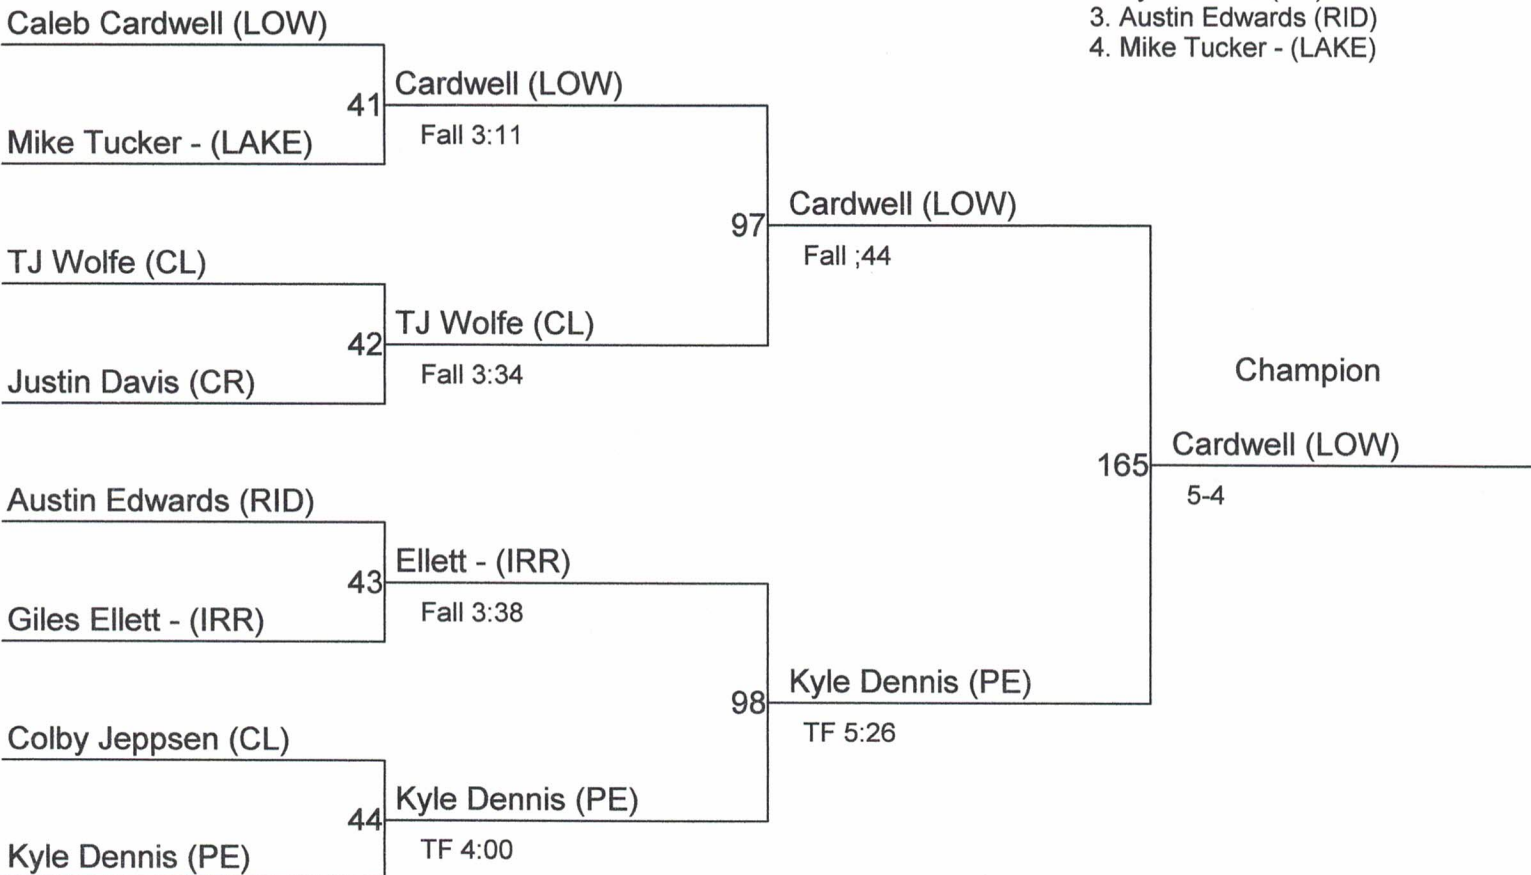 3. Austin Edwards (RID)
4. Mike Tucker - (LAKE)
Caleb Cardwell (LOW)
41
Cardwell (LOW)
Fall 3:11
Mike Tucker - (LAKE)
97
Cardwell (LOW)
Fall ;44
TJ Wolfe (CL)
42
TJ Wolfe (CL)
Fall 3:34
Justin Davis (CR)
Champion
165
Cardwell (LOW)
5-4
Austin Edwards (RID)
43
Ellett - (IRR)
Fall 3:38
Giles Ellett - (IRR)
98
Kyle Dennis (PE)
TF 5:26
Colby Jeppsen (CL)
44
Kyle Dennis (PE)
TF 4:00
Kyle Dennis (PE)